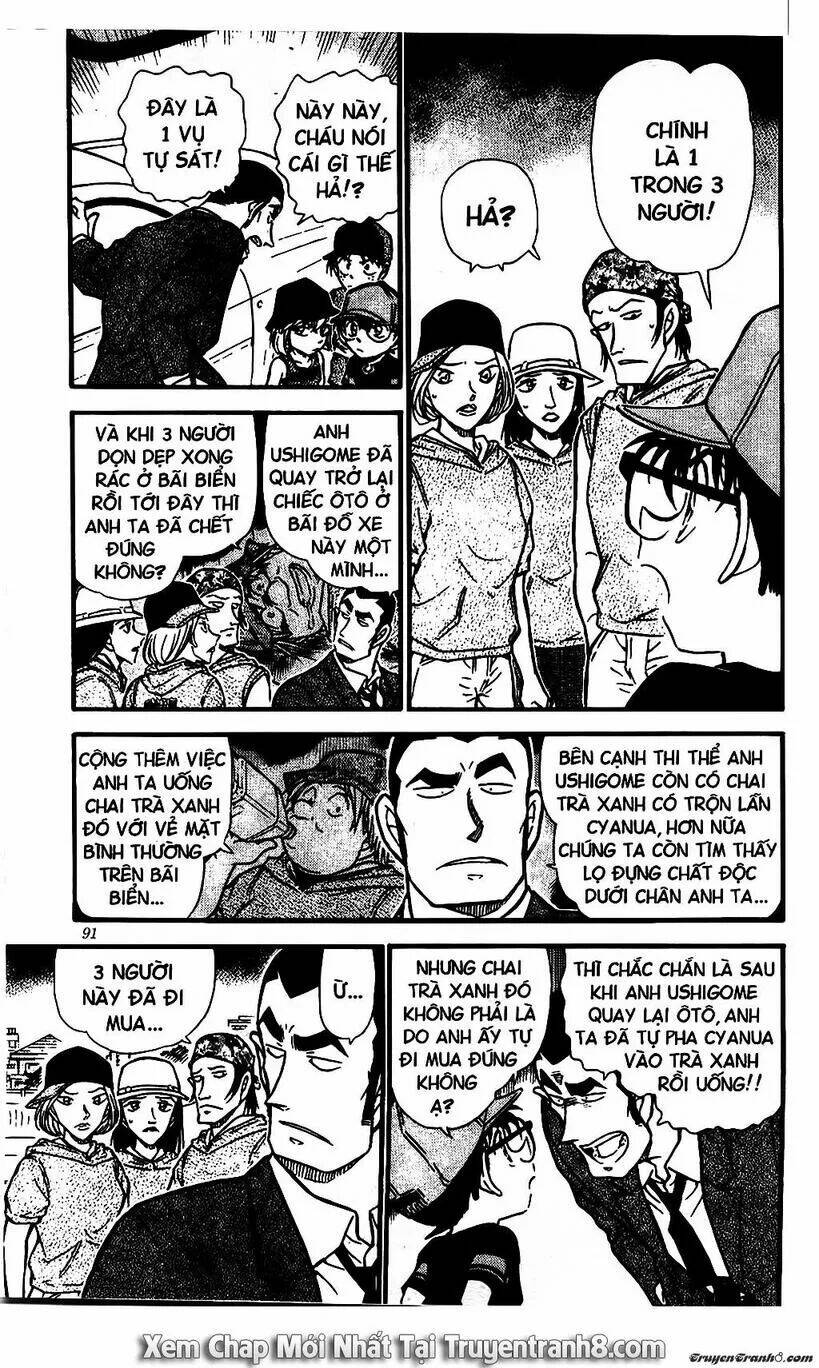 CHÍNH
LÀ 1
TRONG 3
NGƯỜI!
HẢ?
NÀY NÀY,
CHÁU NÓI
CÁI GÌ THẾ
HẢ!?
ĐÂY LÀ
1 VỤ
TỰ SÁT!
ANH
USHIGOME ĐÃ
QUAY TRỞ LẠI
CHIẾC ÔTÔ Ở
BÃI ĐỖ XE
NÀY MỘT
MÌNH...
VÀ KHI 3 NGƯỜI
DỌN DẸP XONG
RÁC Ở BÃI BIỂN
RỒI TỚI ĐÂY THÌ
ANH TA ĐÃ CHẾT
ĐÚNG
KHÔNG?
BÊN CẠNH THI THỂ ANH
USHIGOME CÒN CÓ CHAI
TRÀ XANH CÓ TRỘN LẪN
CYANUA, HƠN NỮA
CHÚNG TA CÒN TÌM THẤY
LỌ ĐỰNG CHẤT ĐỘC
DƯỚI CHÂN ANH TA...
CỘNG THÊM VIỆC
ANH TA UỐNG
CHAI TRÀ XANH
ĐÓ VỚI VẺ MẶT
BÌNH THƯỜNG
TRÊN BÃI
BIỂN...
91
THÌ CHẮC CHẮN LÀ SAU
KHI ANH USHIGOME
QUAY LẠI ÔTÔ, ANH
TA ĐÃ TỰ PHA CYANUA
VÀO TRÀ XANH
RỒI UỐNG!!
NHƯNG CHAI
TRÀ XANH ĐÓ
KHÔNG PHẢI LÀ
DO ANH ẤY TỰ
ĐI MUA ĐÚNG
KHÔNG
Ạ?
Ừ...
3 NGƯỜI
NÀY ĐÃ ĐI
MUA...
Xem Chap Mới Nhất Tại Truyentranh8.com
TruyenTranh8.com